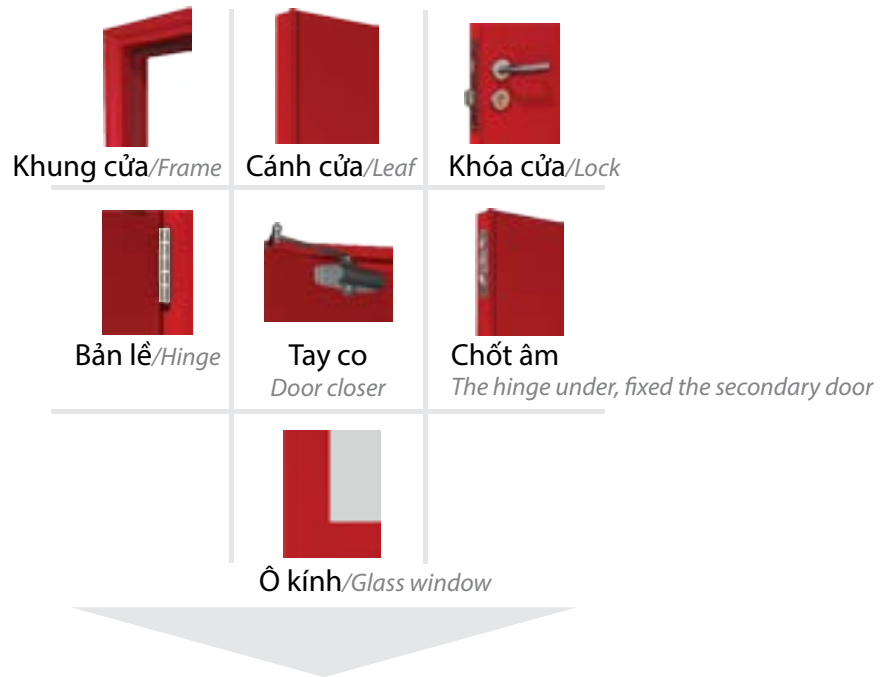 Khung cửa/Frame
Cánh cửa/Leaf
Khóa cửa/Lock
Bản lề/Hinge
Tay co
Door closer
Chốt âm
The hinge under, fixed the secondary door
Ô kính/Glass window